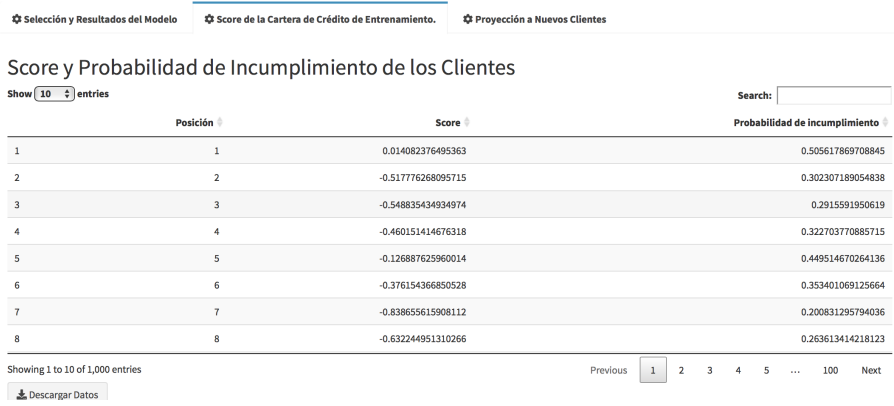 Selección y Resultados del Modelo Score de la Cartera de Crédito de Entrenamiento. Proyección a Nuevos Clientes
Score y Probabilidad de Incumplimiento de los Clientes
Show 10 entries Search:
Posición Score Probabilidad de incumplimiento
1 1 0.014082376495363 0.505617869708845
2 2 -0.517776268095715 0.302307189054838
3 3 -0.548835434934974 0.2915591950619
4 4 -0.460151414676318 0.322703770885715
5 5 -0.126887625960014 0.449514670264136
6 6 -0.376154366850528 0.353401069125664
7 7 -0.838655615908112 0.200831295794036
8 8 -0.632244951310266 0.263613414218123
Showing 1 to 10 of 1,000 entries Previous 1 2 3 4 5 ... 100 Next
Descargar Datos